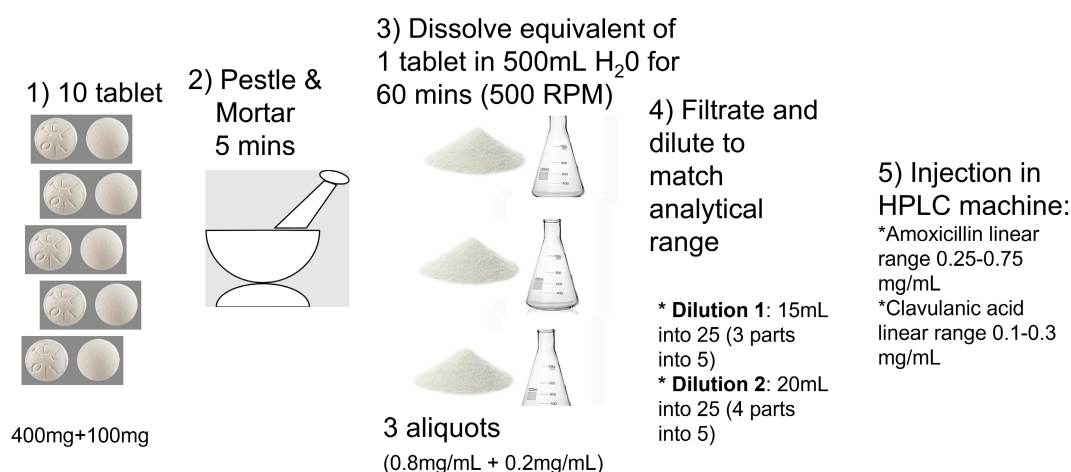 1) 10 tablet
2) Pestle &
Mortar
5 mins
3) Dissolve equivalent of
1 tablet in 500mL H₂0 for
60 mins (500 RPM)
4) Filtrate and
dilute to
match
analytical
range
5) Injection in
HPLC machine:
*Amoxicillin linear
range 0.25-0.75
mg/mL
*Clavulanic acid
linear range 0.1-0.3
mg/mL
* Dilution 1: 15mL
into 25 (3 parts
into 5)
* Dilution 2: 20mL
into 25 (4 parts
into 5)
400mg+100mg
3 aliquots
(0.8mg/mL + 0.2mg/mL)